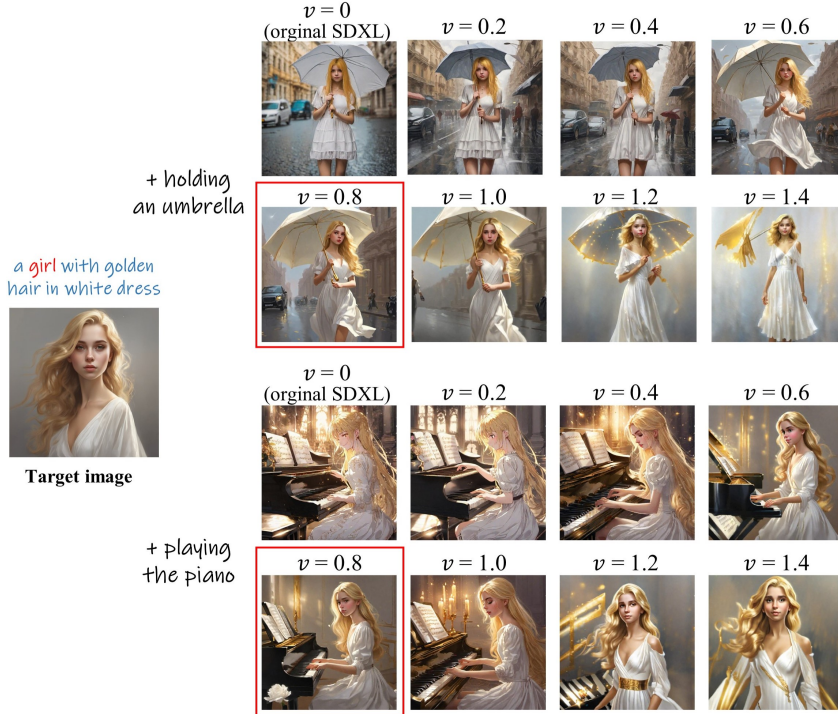 v = 0
(orginal SDXL)
v = 0.2
v = 0.4
v = 0.6
+ holding
an umbrella
v = 0.8
v = 1.0
v = 1.2
v = 1.4
a girl with golden
hair in white dress
Target image
v = 0
(orginal SDXL)
v = 0.2
v = 0.4
v = 0.6
+ playing
the piano
v = 0.8
v = 1.0
v = 1.2
v = 1.4